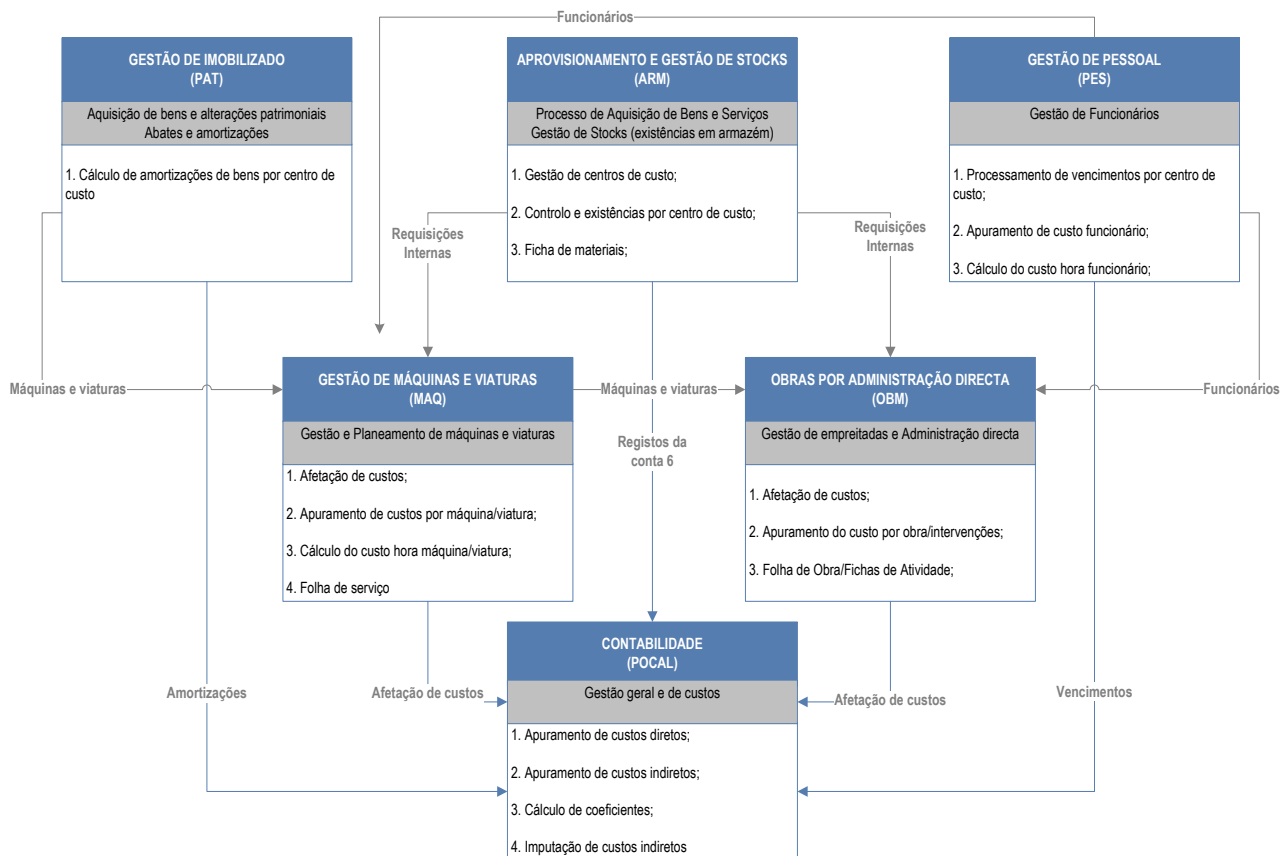 Funcionários
GESTÃO DE IMOBILIZADO
(PAT)
Aquisição de bens e alterações patrimoniais
Abates e amortizações
1. Cálculo de amortizações de bens por centro de
custo
APROVISIONAMENTO E GESTÃO DE STOCKS
(ARM)
Processo de Aquisição de Bens e Serviços
Gestão de Stocks (existências em armazém)
1. Gestão de centros de custo;
2. Controlo e existências por centro de custo;
3. Ficha de materiais;
GESTÃO DE PESSOAL
(PES)
Gestão de Funcionários
1. Processamento de vencimentos por centro de
custo;
2. Apuramento de custo funcionário;
3. Cálculo do custo hora funcionário;
Requisições
Internas
Requisições
Internas
Máquinas e viaturas
GESTÃO DE MÁQUINAS E VIATURAS
(MAQ)
Gestão e Planeamento de máquinas e viaturas
1. Afetação de custos;
2. Apuramento de custos por máquina/viatura;
3. Cálculo do custo hora máquina/viatura;
4. Folha de serviço
Máquinas e viaturas
Registos da
conta 6
OBRAS POR ADMINISTRAÇÃO DIRECTA
(OBM)
Gestão de empreitadas e Administração directa
1. Afetação de custos;
2. Apuramento do custo por obra/intervenções;
3. Folha de Obra/Fichas de Atividade;
Funcionários
Amortizações
Afetação de custos
CONTABILIDADE
(POCAL)
Gestão geral e de custos
1. Apuramento de custos diretos;
2. Apuramento de custos indiretos;
3. Cálculo de coeficientes;
4. Imputação de custos indiretos
Afetação de custos
Vencimentos